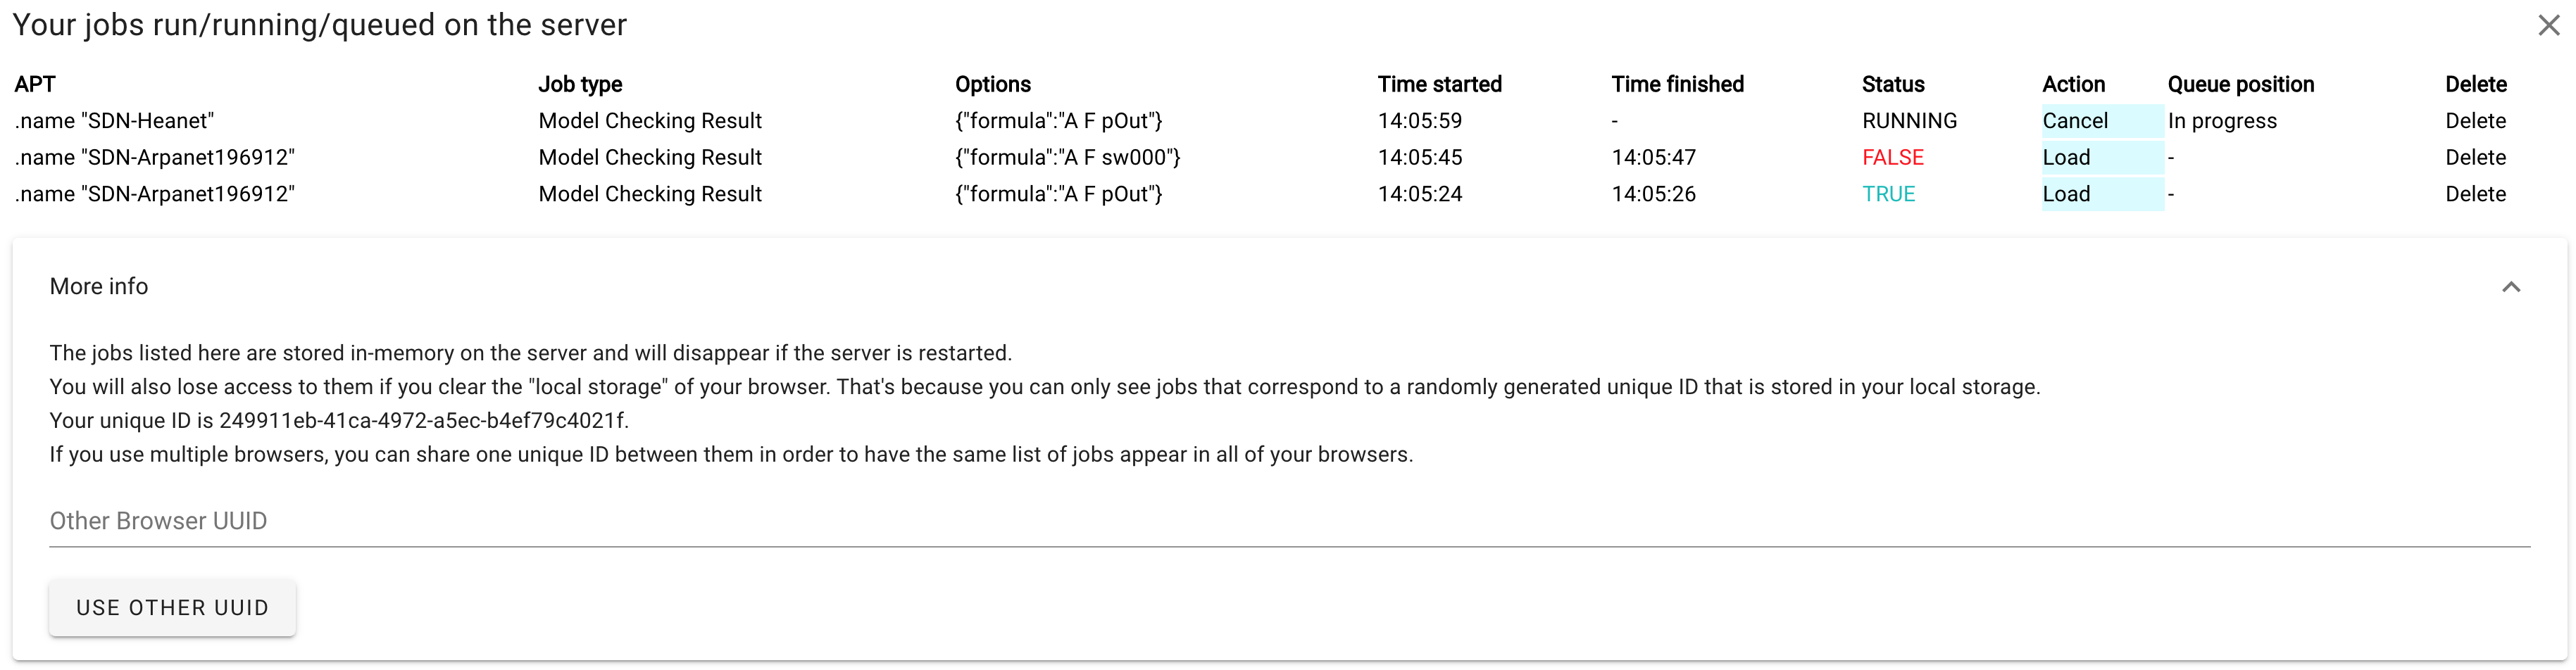 Your jobs run/running/queued on the server
APT Job type Options Time started Time finished Status Action Queue position Delete
.name "SDN-Heanet" Model Checking Result {"formula":"A F pOut"} 14:05:59 - RUNNING Cancel In progress Delete
.name "SDN-Arpanet196912" Model Checking Result {"formula":"A F sw000"} 14:05:45 14:05:47 FALSE Load - Delete
.name "SDN-Arpanet196912" Model Checking Result {"formula":"A F pOut"} 14:05:24 14:05:26 TRUE Load - Delete
More info
The jobs listed here are stored in-memory on the server and will disappear if the server is restarted.
You will also lose access to them if you clear the "local storage" of your browser. That's because you can only see jobs that correspond to a randomly generated unique ID that is stored in your local storage.
Your unique ID is 249911eb-41ca-4972-a5ec-b4ef79c4021f.
If you use multiple browsers, you can share one unique ID between them in order to have the same list of jobs appear in all of your browsers.
Other Browser UUID
USE OTHER UUID